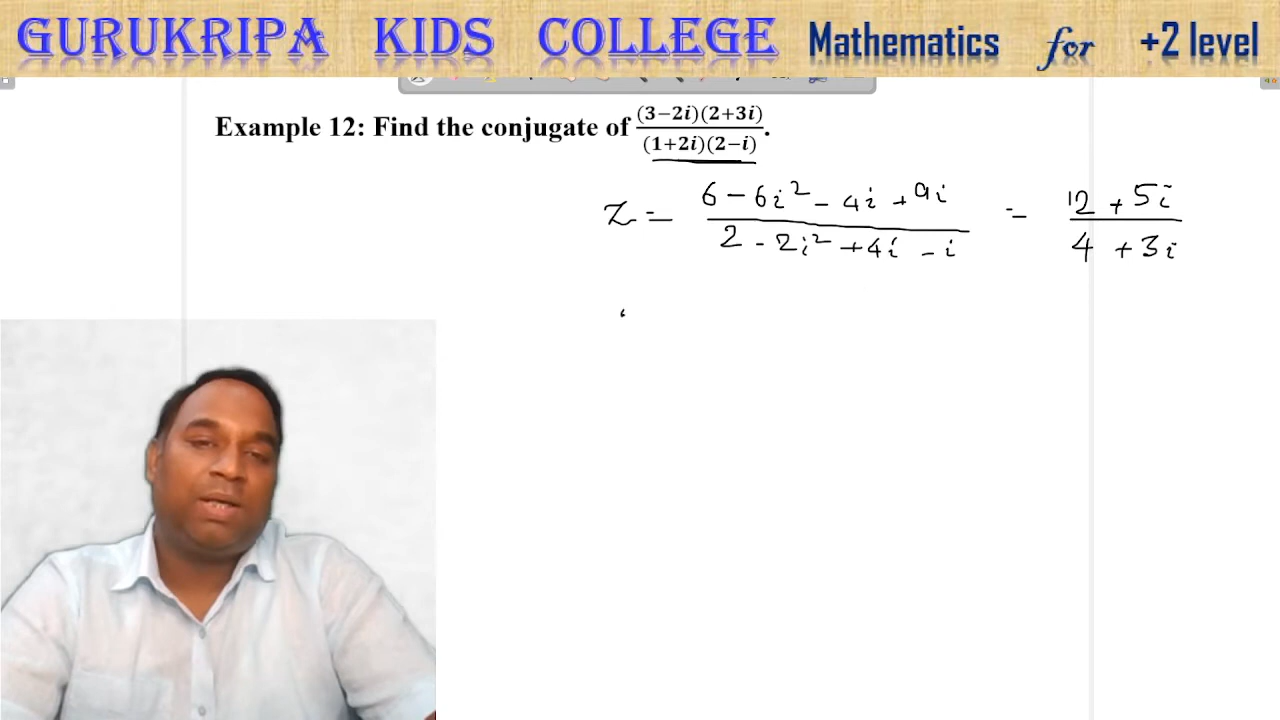 GURUKRIPA KIDS COLLEGE Mathematics for +2 level
Example 12: Find the conjugate of (3−2i)(2+3i)/(1+2i)(2−i).
z = (6 - 6i² - 4i + 9i)/(2 - 2i² + 4i - i) = (12 + 5i)/(4 + 3i)